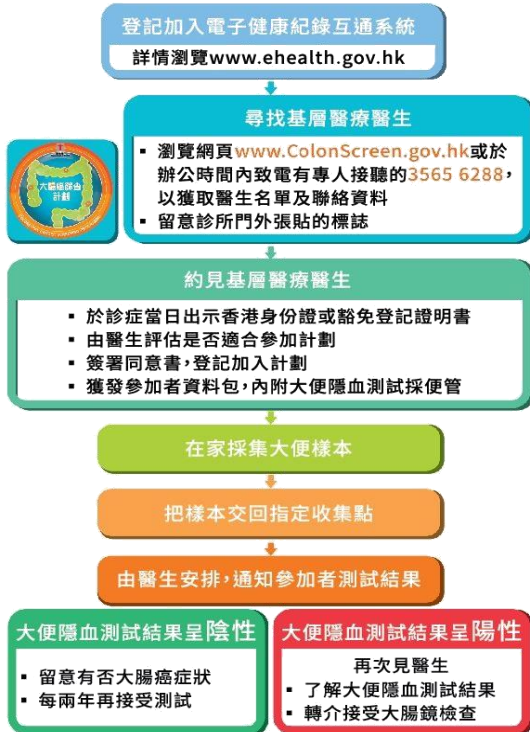 登記加入電子健康紀錄互通系統
詳情瀏覽www.ehealth.gov.hk
尋找基層醫療醫生
▪ 瀏覽網頁www.ColonScreen.gov.hk或於
辦公時間內致電有專人接聽的3565 6288，
以獲取醫生名單及聯絡資料
▪ 留意診所門外張貼的標誌
大腸癌篩查
計劃
約見基層醫療醫生
▪ 於診症當日出示香港身份證或豁免登記證明書
▪ 由醫生評估是否適合參加計劃
▪ 簽署同意書，登記加入計劃
▪ 獲發參加者資料包，內附大便隱血測試採便管
在家採集大便樣本
把樣本交回指定收集點
由醫生安排，通知參加者測試結果
大便隱血測試結果呈陰性
▪ 留意有否大腸癌症狀
▪ 每兩年再接受測試
大便隱血測試結果呈陽性
再次見醫生
▪ 了解大便隱血測試結果
▪ 轉介接受大腸鏡檢查